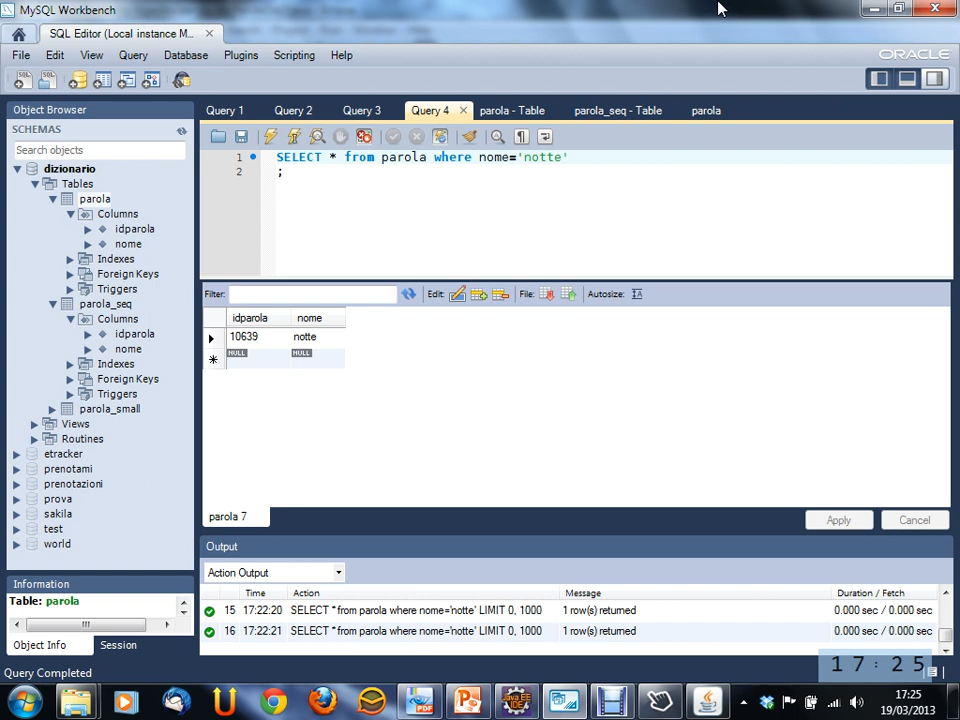 MySQL Workbench
SQL Editor (Local instance M... ×
File Edit View Query Database Plugins Scripting Help
ORACLE
Object Browser
SCHEMAS
Search objects
dizionario
Tables
parola
Columns
idparola
nome
Indexes
Foreign Keys
Triggers
parola_seq
Columns
idparola
nome
Indexes
Foreign Keys
Triggers
parola_small
Views
Routines
etracker
prenotami
prenotazioni
prova
sakila
test
world
Information
Table: parola
Object Info Session
Query 1 Query 2 Query 3 Query 4 × parola - Table parola_seq - Table parola
1 SELECT * from parola where nome='notte'
2 ;
Filter: Edit: File: Autosize:
idparola nome
10639 notte
NULL NULL
parola 7
Apply Cancel
Output
Action Output
Time Action Message Duration / Fetch
15 17:22:20 SELECT * from parola where nome='notte' LIMIT 0, 1000 1 row(s) returned 0.000 sec / 0.000 sec
16 17:22:21 SELECT * from parola where nome='notte' LIMIT 0, 1000 1 row(s) returned 0.000 sec / 0.000 sec
Query Completed
17:25
17:25
19/03/2013